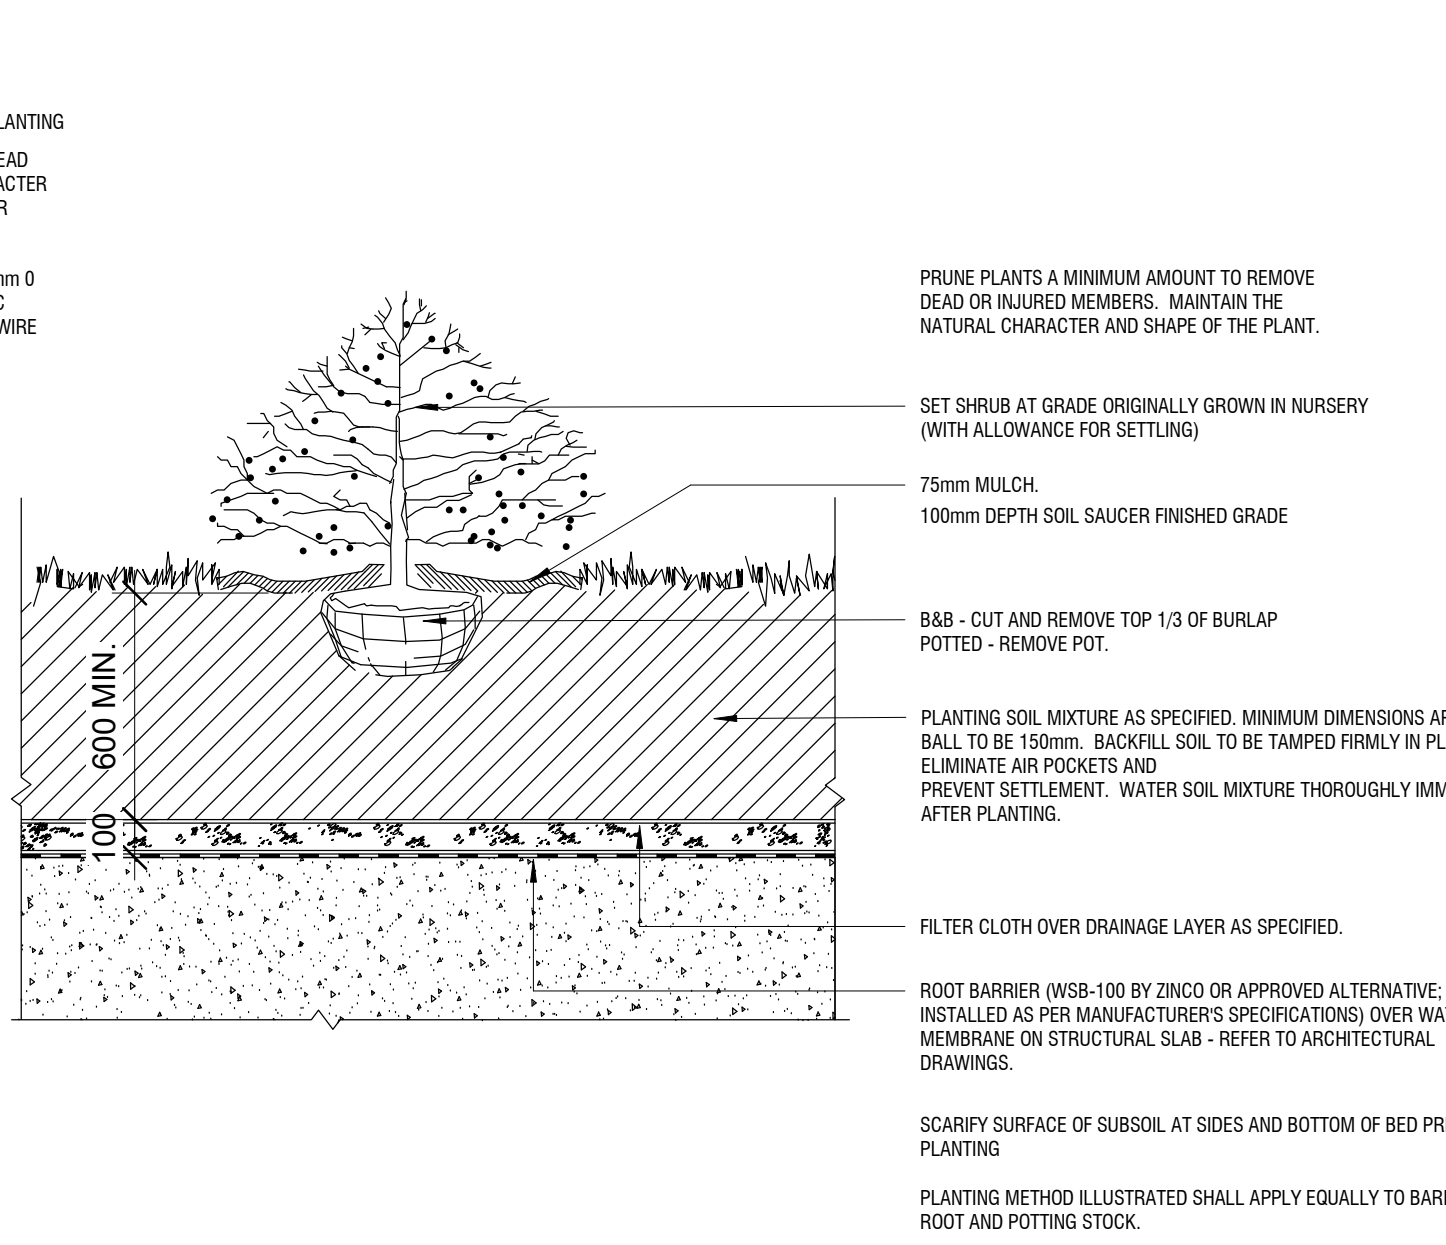 PRUNE PLANTS A MINIMUM AMOUNT TO REMOVE
DEAD OR INJURED MEMBERS. MAINTAIN THE
NATURAL CHARACTER AND SHAPE OF THE PLANT.
SET SHRUB AT GRADE ORIGINALLY GROWN IN NURSERY
(WITH ALLOWANCE FOR SETTLING)
75mm MULCH.
100mm DEPTH SOIL SAUCER FINISHED GRADE
B&B - CUT AND REMOVE TOP 1/3 OF BURLAP
POTTED - REMOVE POT.
PLANTING SOIL MIXTURE AS SPECIFIED. MINIMUM DIMENSIONS
BALL TO BE 150mm. BACKFILL SOIL TO BE TAMPED FIRMLY IN
ELIMINATE AIR POCKETS AND
PREVENT SETTLEMENT. WATER SOIL MIXTURE THOROUGHLY
AFTER PLANTING.
FILTER CLOTH OVER DRAINAGE LAYER AS SPECIFIED.
ROOT BARRIER (WSB-100 BY ZINCO OR APPROVED ALTERNATIVE;
INSTALLED AS PER MANUFACTURER'S SPECIFICATIONS) OVER
MEMBRANE ON STRUCTURAL SLAB - REFER TO ARCHITECTURAL
DRAWINGS.
SCARIFY SURFACE OF SUBSOIL AT SIDES AND BOTTOM OF BED
PLANTING
PLANTING METHOD ILLUSTRATED SHALL APPLY EQUALLY TO
ROOT AND POTTING STOCK.
600 MIN.
100
LANTING
EAD
ACTER
R
mm 0
C
WIRE